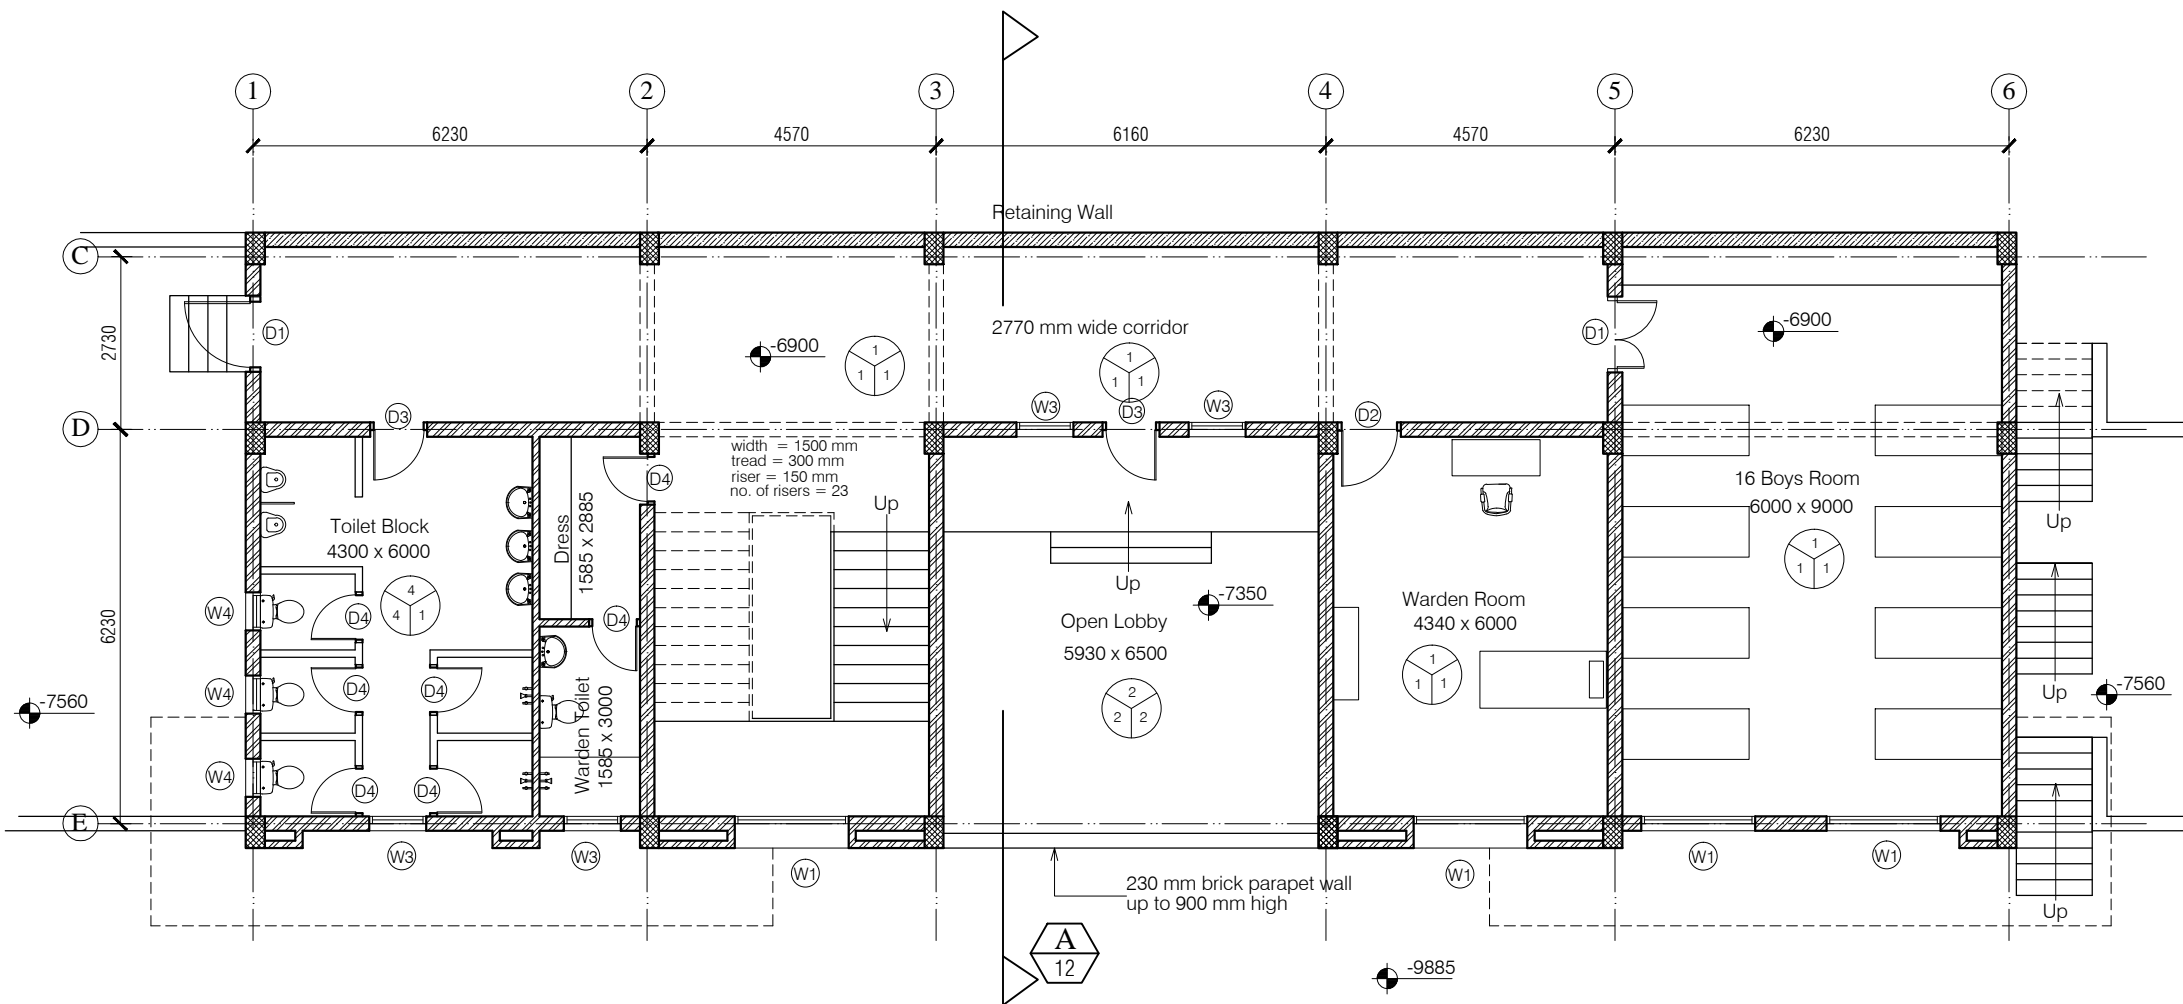 1
2
3
4
5
6
6230
4570
6160
4570
6230
Retaining Wall
C
2730
D1
-6900
1
1
1
2770 mm wide corridor
1
1
1
D1
-6900
D
D3
W3
D3
W3
D2
width = 1500 mm
tread = 300 mm
riser = 150 mm
no. of risers = 23
D4
Up
16 Boys Room
6000 x 9000
1
1
1
Up
Toilet Block
4300 x 6000
4
4
1
Dress
1585 x 2885
Up
-7350
Open Lobby
5930 x 6500
2
2
2
Warden Room
4340 x 6000
1
1
1
6230
W4
D4
D4
W4
D4
D4
W4
D4
D4
Warden Toilet
1585 x 3000
-7560
Up
-7560
E
W3
W3
W1
W1
W1
W1
230 mm brick parapet wall
up to 900 mm high
Up
A
12
-9885